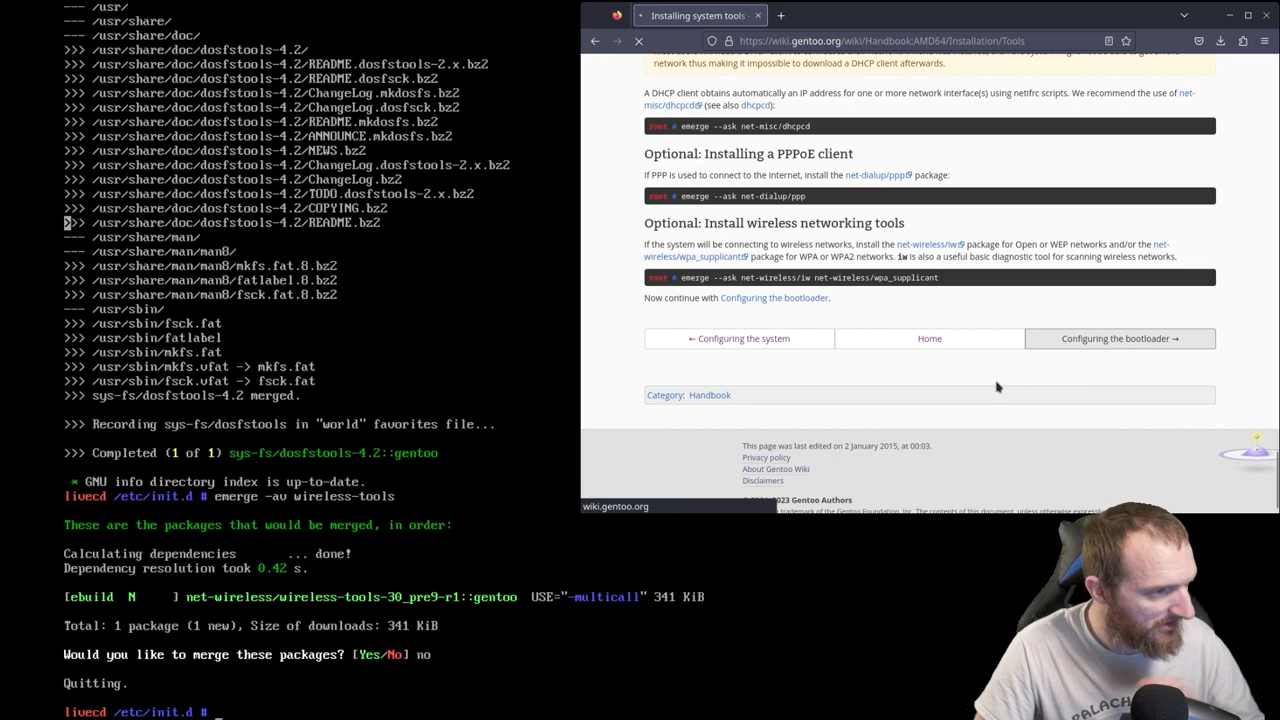 --- /usr/
--- /usr/share/
--- /usr/share/doc/
>>> /usr/share/doc/dosfstools-4.2/
>>> /usr/share/doc/dosfstools-4.2/README.dosfstools-2.x.bz2
>>> /usr/share/doc/dosfstools-4.2/README.dosfsck.bz2
>>> /usr/share/doc/dosfstools-4.2/ChangeLog.mkdosfs.bz2
>>> /usr/share/doc/dosfstools-4.2/ChangeLog.dosfsck.bz2
>>> /usr/share/doc/dosfstools-4.2/README.mkdosfs.bz2
>>> /usr/share/doc/dosfstools-4.2/ANNOUNCE.mkdosfs.bz2
>>> /usr/share/doc/dosfstools-4.2/NEWS.bz2
>>> /usr/share/doc/dosfstools-4.2/ChangeLog.dosfstools-2.x.bz2
>>> /usr/share/doc/dosfstools-4.2/ChangeLog.bz2
>>> /usr/share/doc/dosfstools-4.2/TODO.dosfstools-2.x.bz2
>>> /usr/share/doc/dosfstools-4.2/COPYING.bz2
>>> /usr/share/doc/dosfstools-4.2/README.bz2
--- /usr/share/man/
--- /usr/share/man/man8/
>>> /usr/share/man/man8/mkfs.fat.8.bz2
>>> /usr/share/man/man8/fatlabel.8.bz2
>>> /usr/share/man/man8/fsck.fat.8.bz2
--- /usr/sbin/
>>> /usr/sbin/fsck.fat
>>> /usr/sbin/fatlabel
>>> /usr/sbin/mkfs.fat
>>> /usr/sbin/mkfs.vfat -> mkfs.fat
>>> /usr/sbin/fsck.vfat -> fsck.fat
>>> sys-fs/dosfstools-4.2 merged.
>>> Recording sys-fs/dosfstools in "world" favorites file...
>>> Completed (1 of 1) sys-fs/dosfstools-4.2::gentoo
* GNU info directory index is up-to-date.
livecd /etc/init.d # emerge -av wireless-tools
These are the packages that would be merged, in order:
Calculating dependencies ... done!
Dependency resolution took 0.42 s.
[ebuild N ] net-wireless/wireless-tools-30_pre9-r1::gentoo USE="-multicall" 341 KiB
Total: 1 package (1 new), Size of downloads: 341 KiB
Would you like to merge these packages? [Yes/No] no
Quitting.
livecd /etc/init.d #
Installing system tools -
https://wiki.gentoo.org/wiki/Handbook:AMD64/Installation/Tools
network thus making it impossible to download a DHCP client afterwards.
A DHCP client obtains automatically an IP address for one or more network interface(s) using netifrc scripts. We recommend the use of net-
misc/dhcpcd (see also dhcpcd):
root # emerge --ask net-misc/dhcpcd
Optional: Installing a PPPoE client
If PPP is used to connect to the internet, install the net-dialup/ppp package:
root # emerge --ask net-dialup/ppp
Optional: Install wireless networking tools
If the system will be connecting to wireless networks, install the net-wireless/iw package for Open or WEP networks and/or the net-
wireless/wpa_supplicant package for WPA or WPA2 networks. iw is also a useful basic diagnostic tool for scanning wireless networks.
root # emerge --ask net-wireless/iw net-wireless/wpa_supplicant
Now continue with Configuring the bootloader.
← Configuring the system
Home
Configuring the bootloader →
Category: Handbook
This page was last edited on 2 January 2015, at 00:03.
Privacy policy
About Gentoo Wiki
Disclaimers
2023 Gentoo Authors
trademark of the Gentoo Foundation, Inc. The contents of this document, unless otherwise
wiki.gentoo.org